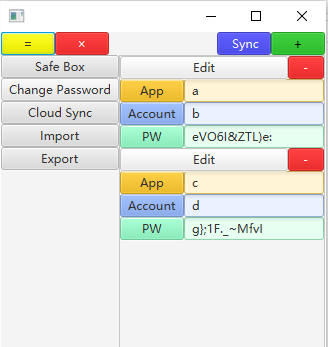 = × Sync +
Safe Box
Change Password
Cloud Sync
Import
Export
Edit -
App a
Account b
PW eVO6I&ZTL)e:
Edit -
App c
Account d
PW g};1F._~MfvI